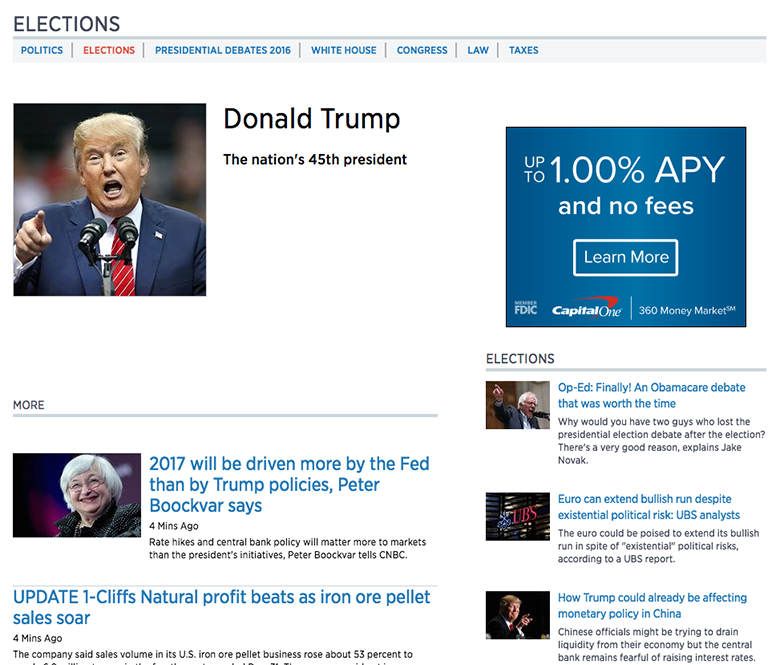 ELECTIONS
POLITICS | ELECTIONS | PRESIDENTIAL DEBATES 2016 | WHITE HOUSE | CONGRESS | LAW | TAXES
Donald Trump
The nation's 45th president
UP TO 1.00% APY
and no fees
Learn More
MEMBER FDIC Capital One | 360 Money Market SM
MORE
2017 will be driven more by the Fed
than by Trump policies, Peter
Boockvar says
4 Mins Ago
Rate hikes and central bank policy will matter more to markets
than the president's initiatives, Peter Boockvar tells CNBC.
UPDATE 1-Cliffs Natural profit beats as iron ore pellet
sales soar
4 Mins Ago
The company said sales volume in its U.S. iron ore pellet business rose about 53 percent to
ELECTIONS
Op-Ed: Finally! An Obamacare debate
that was worth the time
Why would you have two guys who lost the
presidential election debate after the election?
There's a very good reason, explains Jake
Novak.
UBS
Euro can extend bullish run despite
existential political risk: UBS analysts
The euro could be poised to extend its bullish
run in spite of "existential" political risks,
according to a UBS report.
How Trump could already be affecting
monetary policy in China
Chinese officials might be trying to drain
liquidity from their economy but the central
bank remains fearful of raising interest rates.